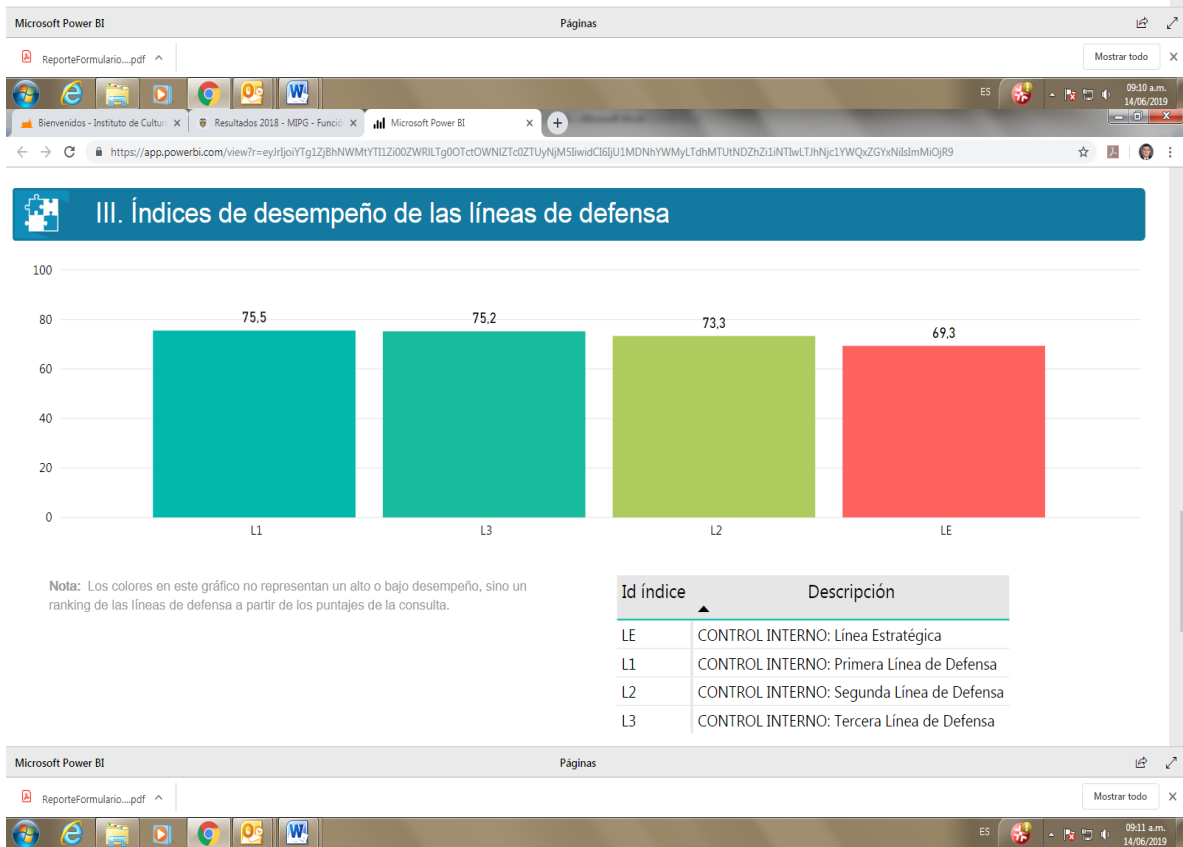 Microsoft Power BI
Páginas
ReporteFormulario....pdf
Mostrar todo
ES
09:10 a.m.
14/06/2019
Bienvenidos - Instituto de Cultur
Resultados 2018 - MIPG - Funció
Microsoft Power BI
III. Índices de desempeño de las líneas de defensa
100
80
60
40
20
0
75,5
75,2
73,3
69,3
L1
L3
L2
LE
Nota: Los colores en este gráfico no representan un alto o bajo desempeño, sino un
ranking de las líneas de defensa a partir de los puntajes de la consulta.
Id índice Descripción
LE CONTROL INTERNO: Línea Estratégica
L1 CONTROL INTERNO: Primera Línea de Defensa
L2 CONTROL INTERNO: Segunda Línea de Defensa
L3 CONTROL INTERNO: Tercera Línea de Defensa
Microsoft Power BI
Páginas
ReporteFormulario....pdf
Mostrar todo
ES
09:11 a.m.
14/06/2019